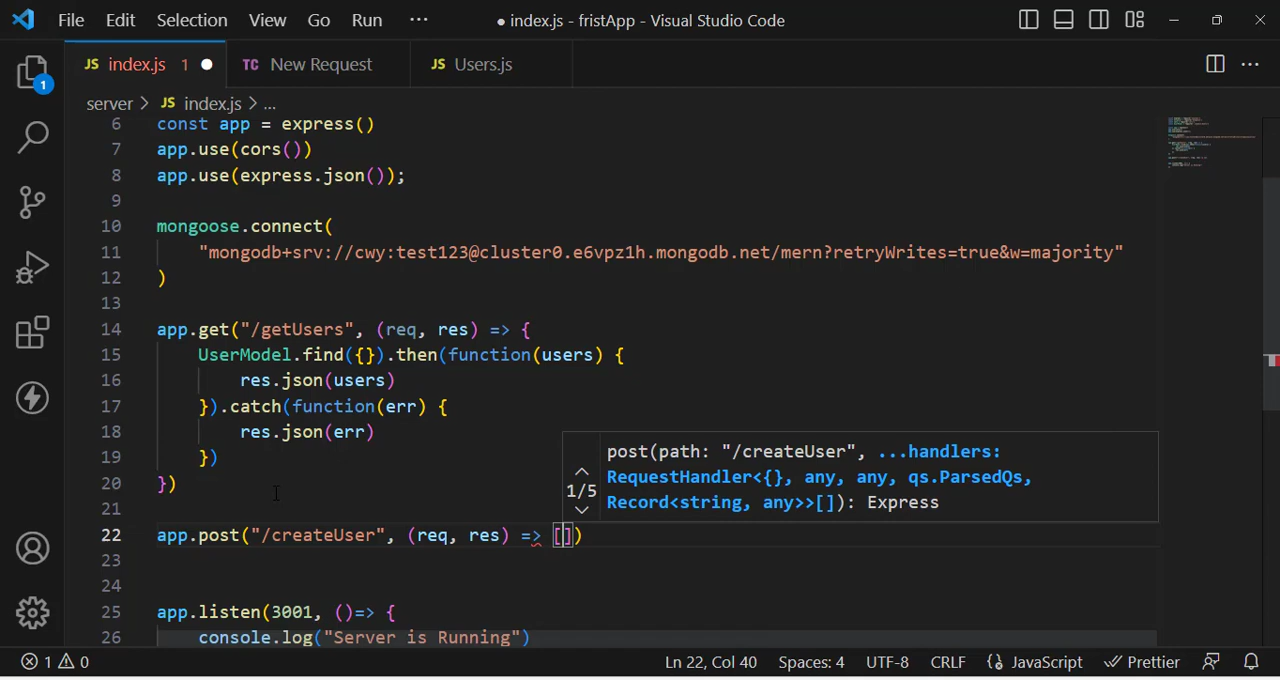 File Edit Selection View Go Run ··· ● index.js - fristApp - Visual Studio Code
JS index.js 1 ● TC New Request JS Users.js ···
1
server > JS index.js > ...
6 const app = express()
7 app.use(cors())
8 app.use(express.json());
9
10 mongoose.connect(
11 "mongodb+srv://cwy:test123@cluster0.e6vpz1h.mongodb.net/mern?retryWrites=true&w=majority"
12 )
13
14 app.get("/getUsers", (req, res) => {
15 UserModel.find({}).then(function(users) {
16 res.json(users)
17 }).catch(function(err) {
18 res.json(err)
19 })
20 })
21
post(path: "/createUser", ...handlers:
1/5 RequestHandler<{}, any, any, qs.ParsedQs,
Record<string, any>>[]): Express
22 app.post("/createUser", (req, res) => [])
23
24
25 app.listen(3001, ()=> {
26 console.log("Server is Running")
1 0 Ln 22, Col 40 Spaces: 4 UTF-8 CRLF {} JavaScript Prettier